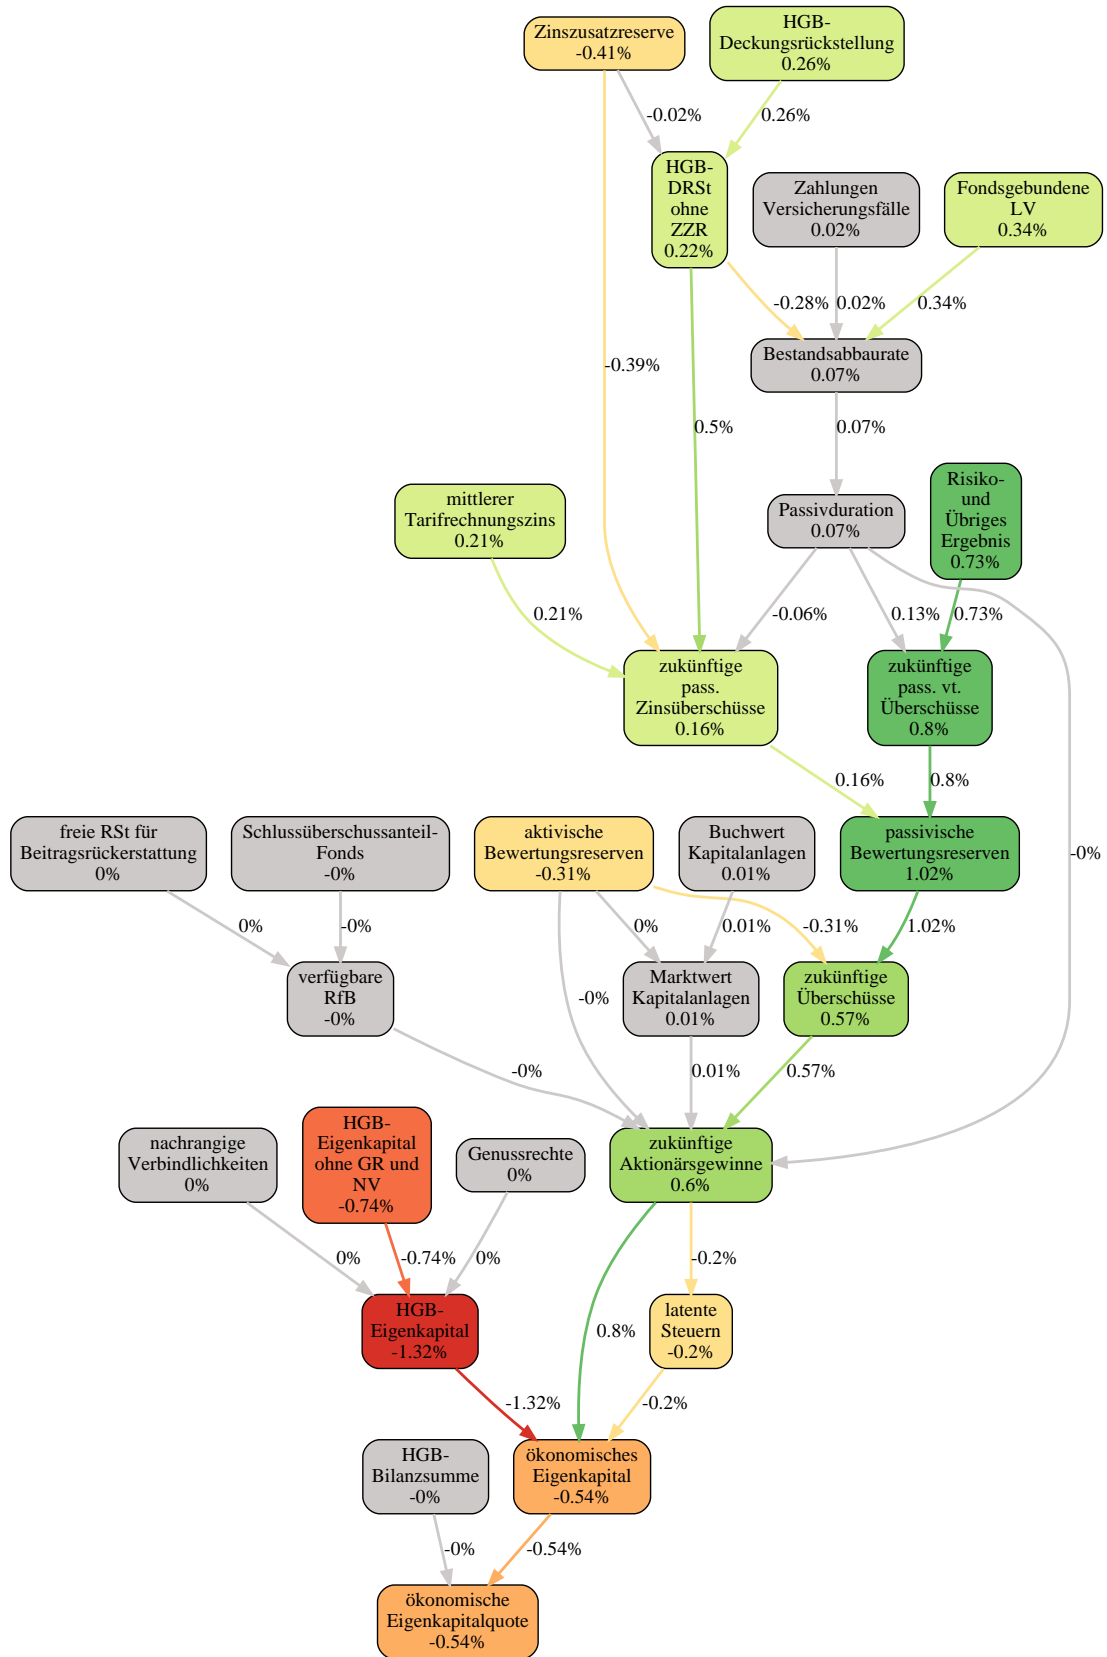 Zinszusatzreserve
-0.41%
HGB-
Deckungsrückstellung
0.26%
-0.02%
0.26%
HGB-
DRSt
ohne
ZZR
0.22%
Zahlungen
Versicherungsfälle
0.02%
Fondsgebundene
LV
0.34%
-0.28%
0.02%
0.34%
Bestandsabbaurate
0.07%
-0.39%
0.5%
0.07%
mittlerer
Tarifrechnungszins
0.21%
Passivduration
0.07%
Risiko-
und
Übriges
Ergebnis
0.73%
0.21%
-0.06%
0.13%
0.73%
zukünftige
pass.
Zinsüberschüsse
0.16%
zukünftige
pass. vt.
Überschüsse
0.8%
0.16%
0.8%
-0%
freie RSt für
Beitragsrückerstattung
0%
Schlussüberschussanteil-
Fonds
-0%
aktivische
Bewertungsreserven
-0.31%
Buchwert
Kapitalanlagen
0.01%
passivische
Bewertungsreserven
1.02%
0%
-0%
-0%
0%
0.01%
-0.31%
1.02%
verfügbare
RfB
-0%
Marktwert
Kapitalanlagen
0.01%
zukünftige
Überschüsse
0.57%
-0%
0.01%
0.57%
nachrangige
Verbindlichkeiten
0%
HGB-
Eigenkapital
ohne GR und
NV
-0.74%
Genussrechte
0%
zukünftige
Aktionärsgewinne
0.6%
0%
-0.74%
0%
-0.2%
HGB-
Eigenkapital
-1.32%
0.8%
latente
Steuern
-0.2%
-1.32%
-0.2%
HGB-
Bilanzsumme
-0%
ökonomisches
Eigenkapital
-0.54%
-0%
-0.54%
ökonomische
Eigenkapitalquote
-0.54%